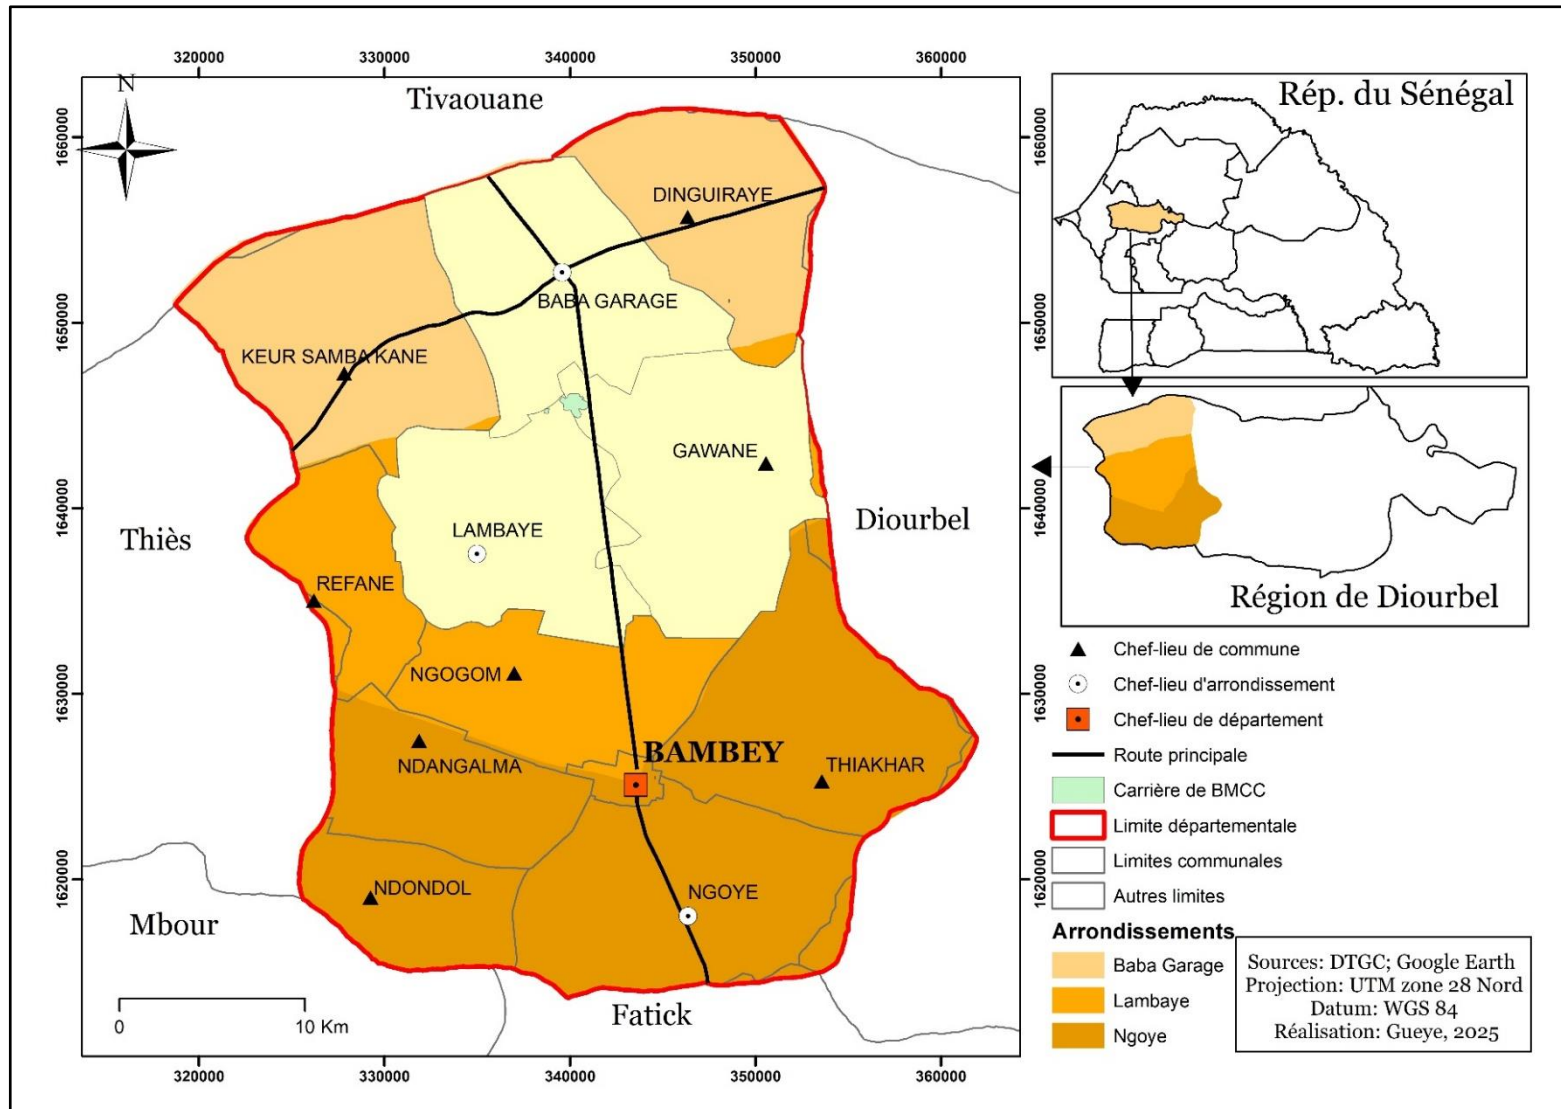 320000
330000
340000
350000
360000
N
Tivaouane
1660000
1660000
DINGUIRAYE
BABA GARAGE
1650000
1650000
KEUR SAMBA KANE
GAWANE
1640000
1640000
Thiès
LAMBAYE
Diourbel
REFANE
NGOGOM
1630000
1630000
NDANGALMA
BAMBEY
THIAKHAR
1620000
1620000
NDONDOL
NGOYE
Mbour
Fatick
0
10 Km
320000
330000
340000
350000
360000
Rép. du Sénégal
Région de Diourbel
Chef-lieu de commune
Chef-lieu d'arrondissement
Chef-lieu de département
Route principale
Carrière de BMCC
Limite départementale
Limites communales
Autres limites
Arrondissements
Baba Garage
Lambaye
Ngoye
Sources: DTGC; Google Earth
Projection: UTM zone 28 Nord
Datum: WGS 84
Réalisation: Gueye, 2025